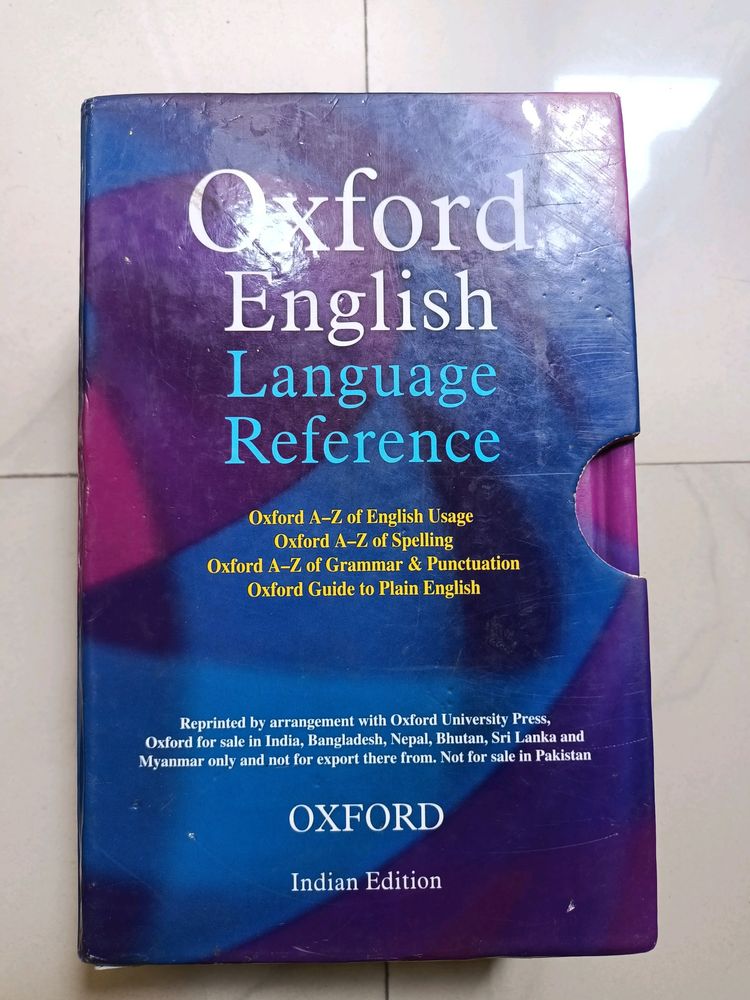 Oxford
English
Language
Reference
Oxford A–Z of English Usage
Oxford A–Z of Spelling
Oxford A–Z of Grammar & Punctuation
Oxford Guide to Plain English
Reprinted by arrangement with Oxford University Press,
Oxford for sale in India, Bangladesh, Nepal, Bhutan, Sri Lanka and
Myanmar only and not for export there from. Not for sale in Pakistan
OXFORD
Indian Edition